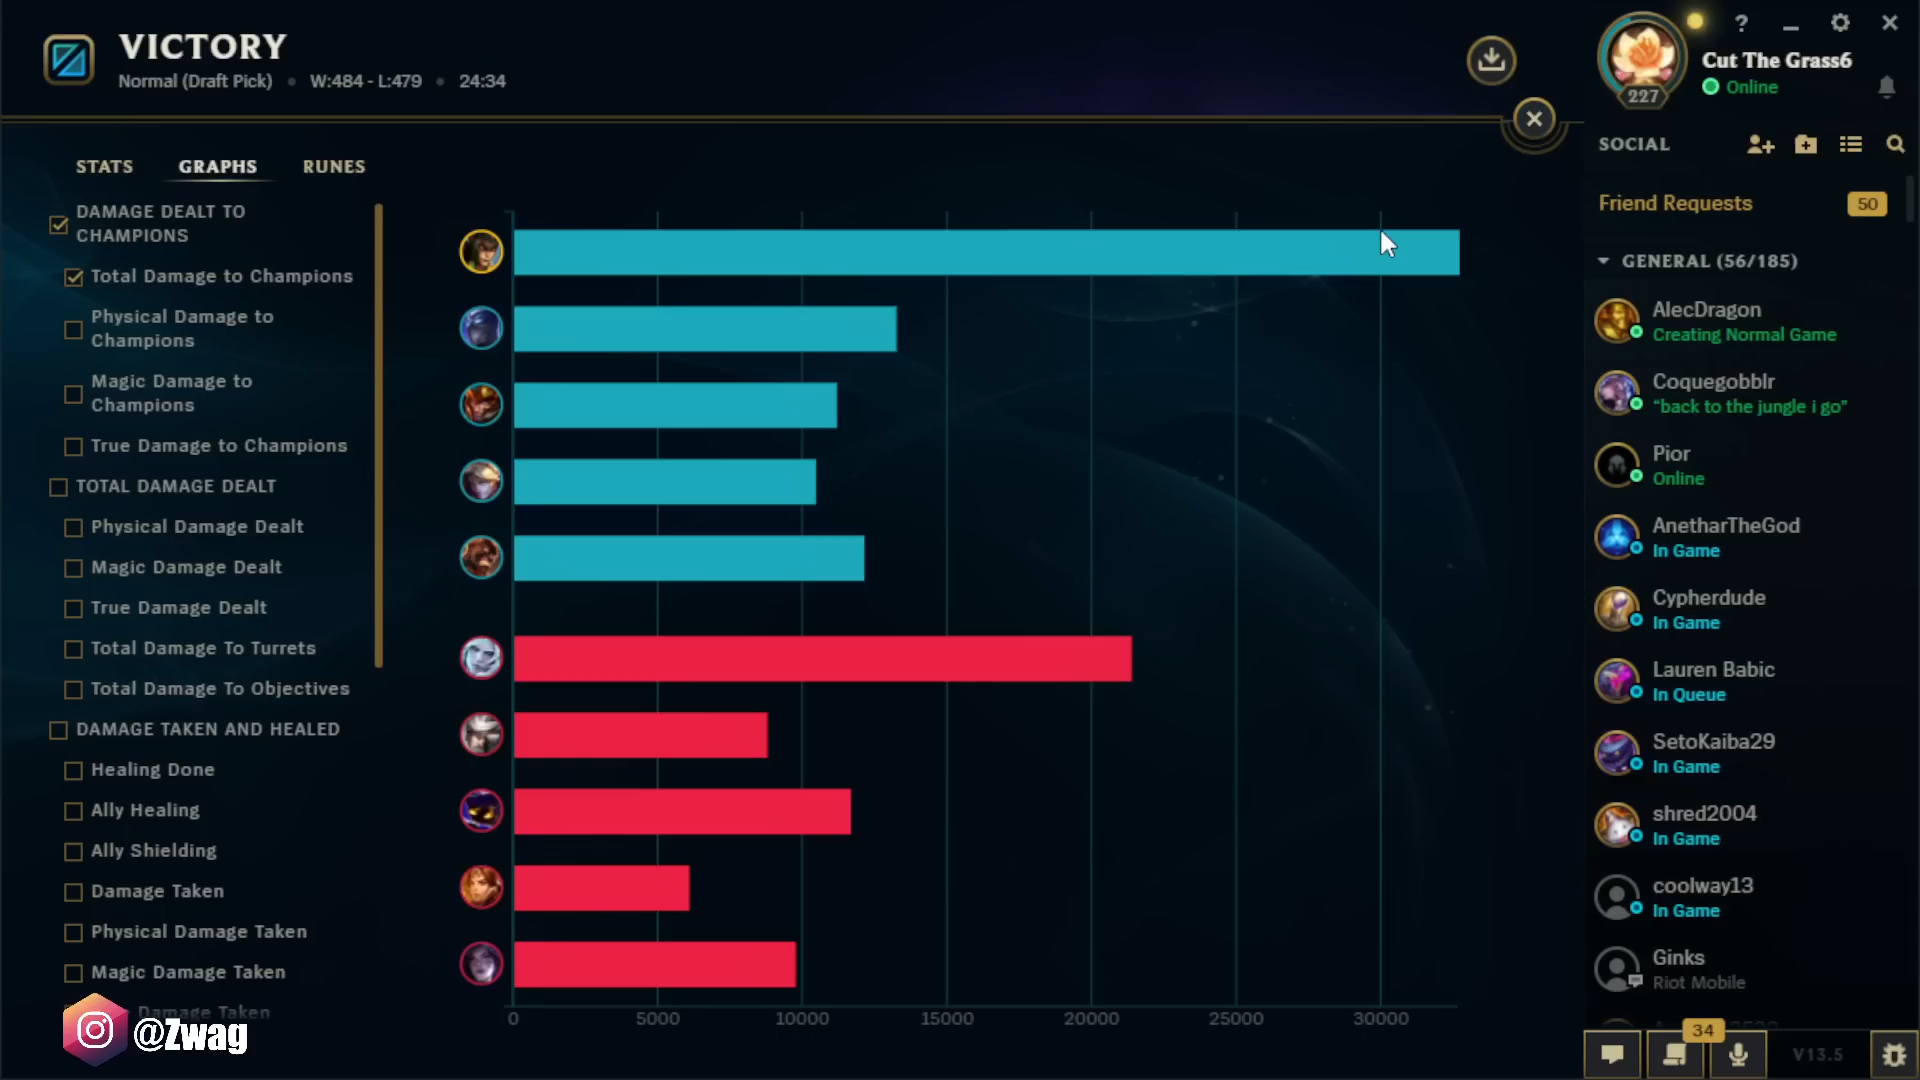 VICTORY
Normal (Draft Pick) • W:484 - L:479 • 24:34
STATS GRAPHS RUNES
DAMAGE DEALT TO
CHAMPIONS
Total Damage to Champions
Physical Damage to
Champions
Magic Damage to
Champions
True Damage to Champions
TOTAL DAMAGE DEALT
Physical Damage Dealt
Magic Damage Dealt
True Damage Dealt
Total Damage To Turrets
Total Damage To Objectives
DAMAGE TAKEN AND HEALED
Healing Done
Ally Healing
Ally Shielding
Damage Taken
Physical Damage Taken
Magic Damage Taken
Damage Taken
@Zwag
0 5000 10000 15000 20000 25000 30000
?
227
Cut The Grass6
Online
SOCIAL
Friend Requests 50
GENERAL (56/185)
AlecDragon
Creating Normal Game
Coquegobblr
"back to the jungle i go"
Pior
Online
AnetharTheGod
In Game
Cypherdude
In Game
Lauren Babic
In Queue
SetoKaiba29
In Game
shred2004
In Game
coolway13
In Game
Ginks
Riot Mobile
34
V13.5